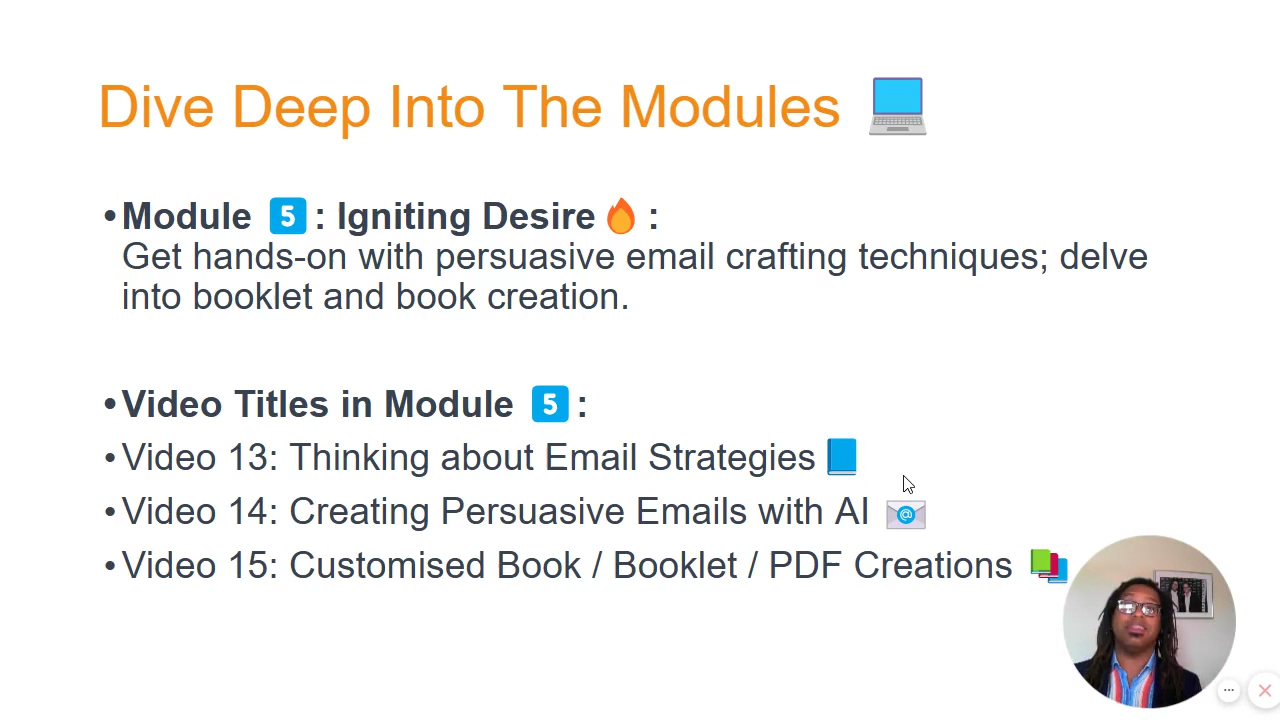 Dive Deep Into The Modules 💻
•Module 5️⃣: Igniting Desire🔥:
Get hands-on with persuasive email crafting techniques; delve
into booklet and book creation.
•Video Titles in Module 5️⃣:
•Video 13: Thinking about Email Strategies📘
•Video 14: Creating Persuasive Emails with AI 📧
•Video 15: Customised Book / Booklet / PDF Creations 📚